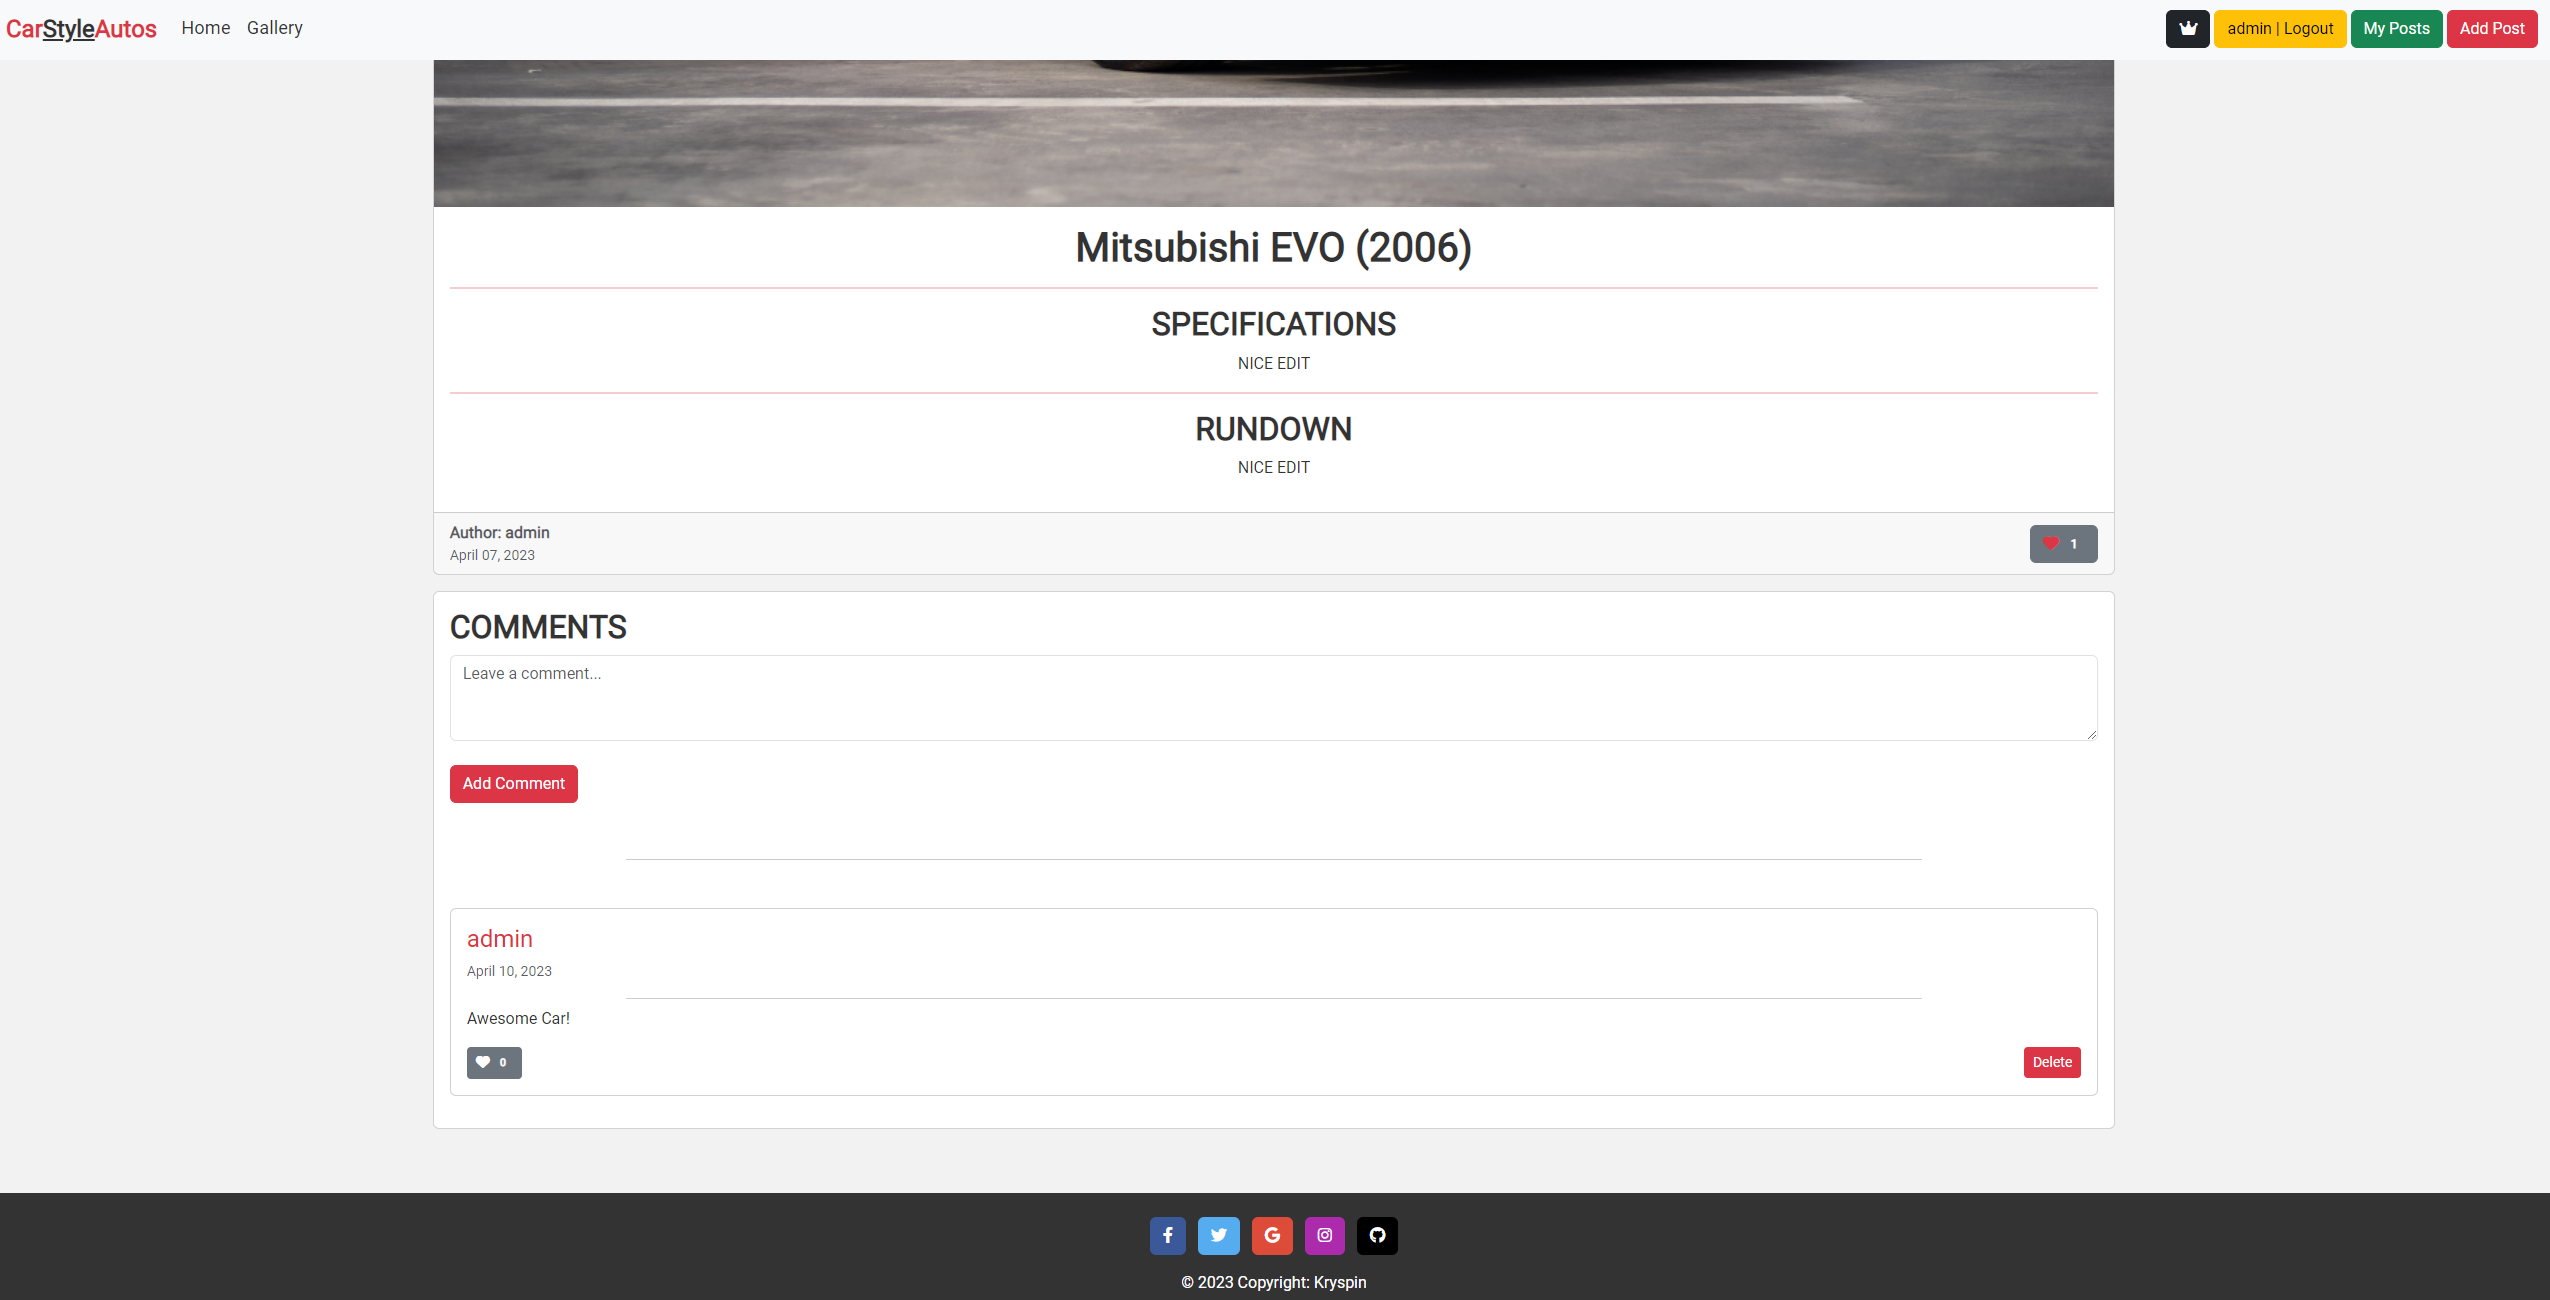 CarStyleAutos Home Gallery admin | Logout My Posts Add Post
Mitsubishi EVO (2006)
SPECIFICATIONS
NICE EDIT
RUNDOWN
NICE EDIT
Author: admin
April 07, 2023
1
COMMENTS
Leave a comment...
Add Comment
admin
April 10, 2023
Awesome Car!
0 Delete
© 2023 Copyright: Kryspin